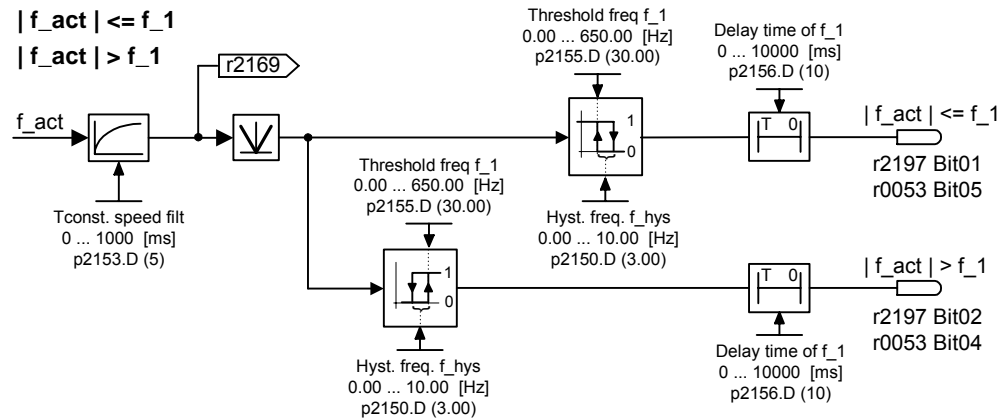 | f_act | <= f_1
| f_act | > f_1
r2169
f_act
Tconst. speed filt
0 ... 1000 [ms]
p2153.D (5)
Threshold freq f_1
0.00 ... 650.00 [Hz]
p2155.D (30.00)
1
0
Hyst. freq. f_hys
0.00 ... 10.00 [Hz]
p2150.D (3.00)
Delay time of f_1
0 ... 10000 [ms]
p2156.D (10)
T 0
| f_act | <= f_1
r2197 Bit01
r0053 Bit05
Threshold freq f_1
0.00 ... 650.00 [Hz]
p2155.D (30.00)
1
0
Hyst. freq. f_hys
0.00 ... 10.00 [Hz]
p2150.D (3.00)
T 0
Delay time of f_1
0 ... 10000 [ms]
p2156.D (10)
| f_act | > f_1
r2197 Bit02
r0053 Bit04